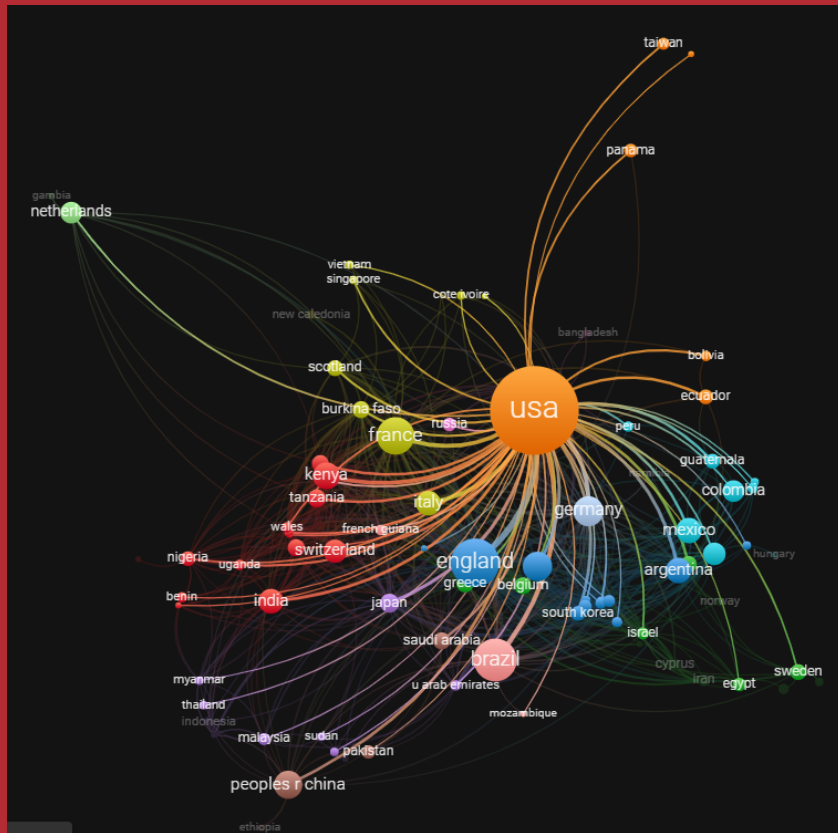 taiwan
panama
gambia
netherlands
vietnam
singapore
cote ivoire
new caledonia
bangladesh
bolivia
scotland
ecuador
usa
burkina faso
russia
peru
france
guatemala
kenya
namibia
colombia
tanzania
italy
germany
wales
french guiana
mexico
switzerland
hungary
nigeria
uganda
england
argentina
greece
belgium
benin
india
japan
norway
south korea
israel
saudi arabia
brazil
cyprus
sweden
myanmar
u arab emirates
iran
egypt
thailand
indonesia
mozambique
malaysia
sudan
pakistan
peoples r china
ethiopia